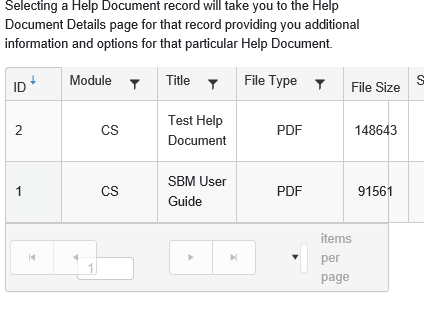 Selecting a Help Document record will take you to the Help
Document Details page for that record providing you additional
information and options for that particular Help Document.
ID Module Title File Type File Size S
2 CS Test Help Document PDF 148643
1 CS SBM User Guide PDF 91561
1 items per page